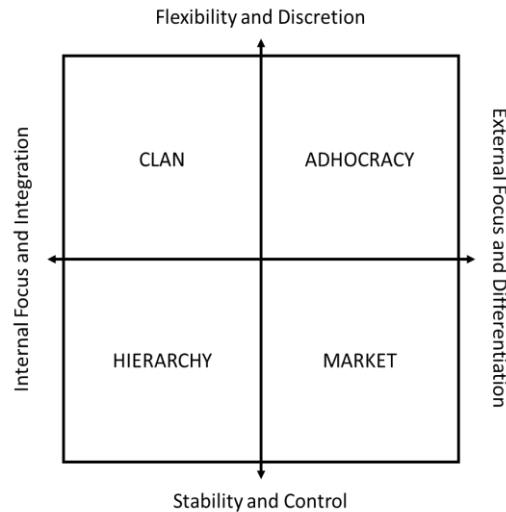 Flexibility and Discretion
Internal Focus and Integration
CLAN
ADHOCRACY
External Focus and Differentiation
HIERARCHY
MARKET
Stability and Control